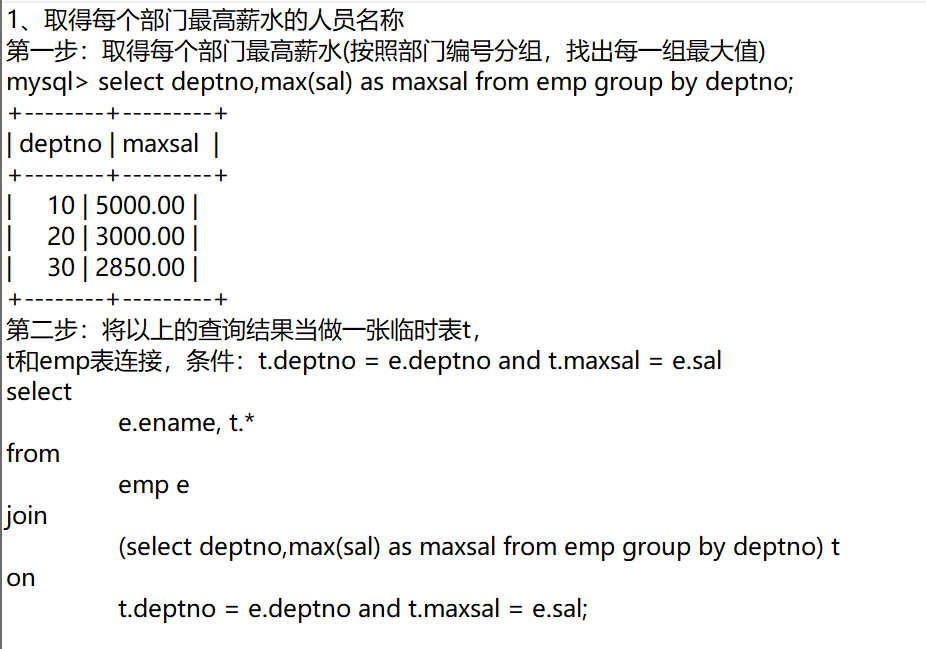 1、取得每个部门最高薪水的人员名称
第一步：取得每个部门最高薪水(按照部门编号分组，找出每一组最大值)
mysql> select deptno,max(sal) as maxsal from emp group by deptno;
+--------+---------+
| deptno | maxsal  |
+--------+---------+
|     10 | 5000.00 |
|     20 | 3000.00 |
|     30 | 2850.00 |
+--------+---------+
第二步：将以上的查询结果当做一张临时表t，
t和emp表连接，条件：t.deptno = e.deptno and t.maxsal = e.sal
select
	e.ename, t.*
from
	emp e
join
	(select deptno,max(sal) as maxsal from emp group by deptno) t
on
	t.deptno = e.deptno and t.maxsal = e.sal;